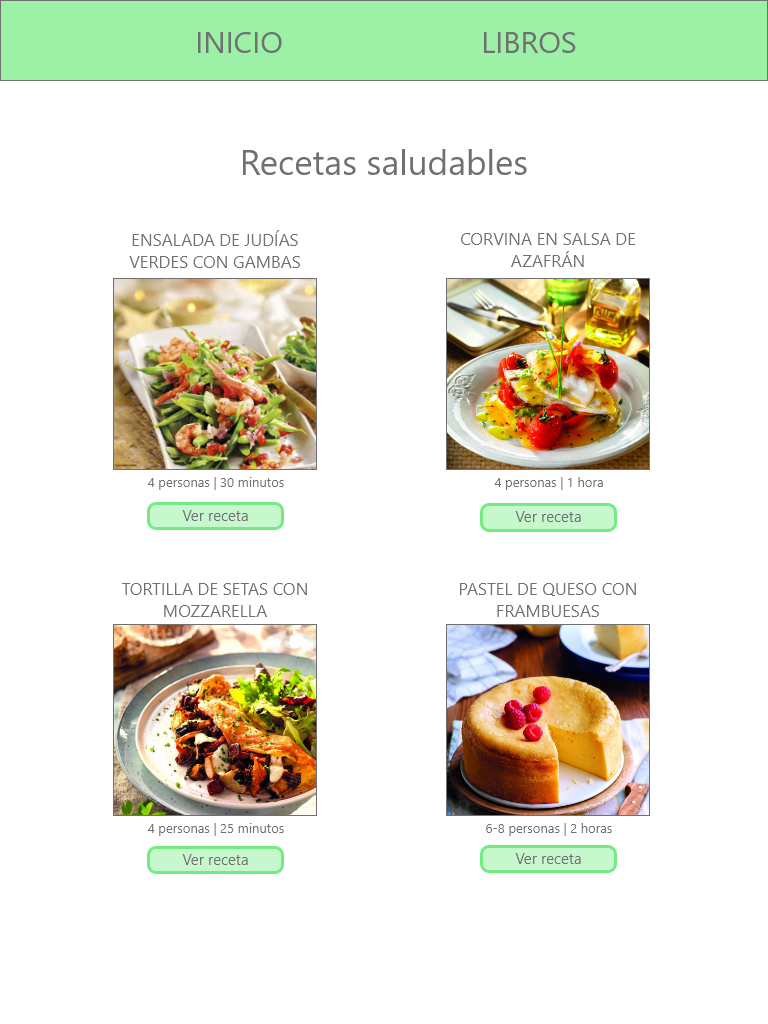 INICIO
LIBROS
Recetas saludables
ENSALADA DE JUDÍAS
VERDES CON GAMBAS
4 personas | 30 minutos
Ver receta
CORVINA EN SALSA DE
AZAFRÁN
4 personas | 1 hora
Ver receta
TORTILLA DE SETAS CON
MOZZARELLA
4 personas | 25 minutos
Ver receta
PASTEL DE QUESO CON
FRAMBUESAS
6-8 personas | 2 horas
Ver receta